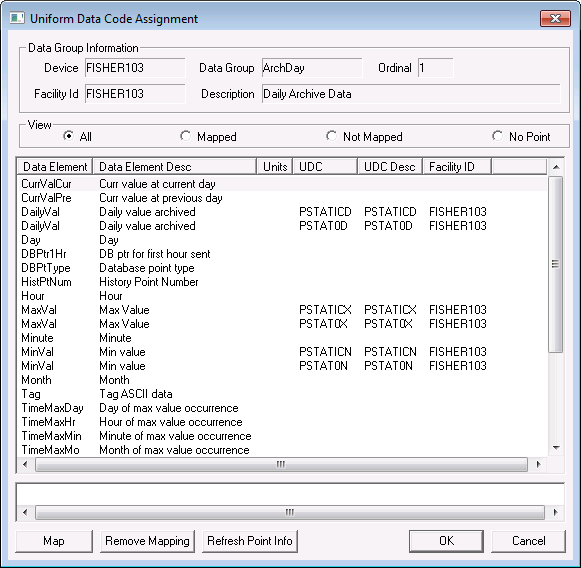 Uniform Data Code Assignment
Data Group Information
Device FISHER103 Data Group ArchDay Ordinal 1
Facility Id FISHER103 Description Daily Archive Data
View
All Mapped Not Mapped No Point
Data Element Data Element Desc Units UDC UDC Desc Facility ID
CurrValCur Curr value at current day
CurrValPre Curr value at previous day
DailyVal Daily value archived PSTATICD PSTATICD FISHER103
DailyVal Daily value archived PSTAT0D PSTAT0D FISHER103
Day Day
DBPtr1Hr DB ptr for first hour sent
DBPtType Database point type
HistPtNum History Point Number
Hour Hour
MaxVal Max Value PSTATICX PSTATICX FISHER103
MaxVal Max Value PSTAT0X PSTAT0X FISHER103
Minute Minute
MinVal Min value PSTATICN PSTATICN FISHER103
MinVal Min value PSTAT0N PSTAT0N FISHER103
Month Month
Tag Tag ASCII data
TimeMaxDay Day of max value occurrence
TimeMaxHr Hour of max value occurrence
TimeMaxMin Minute of max value occurrence
TimeMaxMo Month of max value occurrence
Map Remove Mapping Refresh Point Info OK Cancel